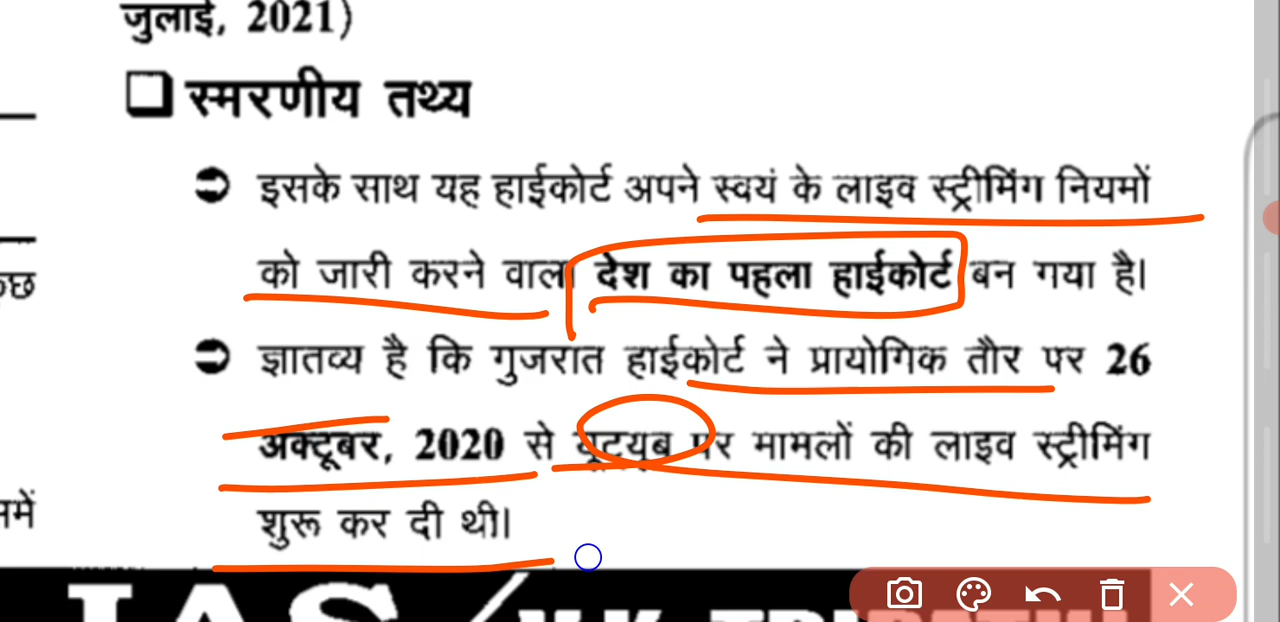 जुलाई, 2021)
स्मरणीय तथ्य
इसके साथ यह हाईकोर्ट अपने स्वयं के लाइव स्ट्रीमिंग नियमों
को जारी करने वाला देश का पहला हाईकोर्ट बन गया है।
ज्ञातव्य है कि गुजरात हाईकोर्ट ने प्रायोगिक तौर पर 26
अक्टूबर, 2020 से यूटयूब पर मामलों की लाइव स्ट्रीमिंग
शुरू कर दी थी।